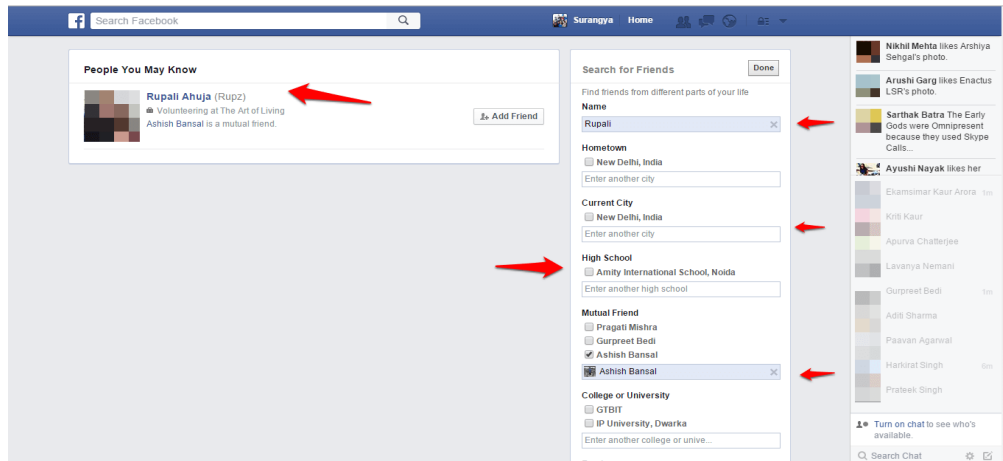 f
Search Facebook
Surangya Home
People You May Know
Rupali Ahuja (Rupz)
Volunteering at The Art of Living
Ashish Bansal is a mutual friend.
Add Friend
Search for Friends
Done
Find friends from different parts of your life
Name
Rupali
Hometown
New Delhi, India
Enter another city
Current City
New Delhi, India
Enter another city
High School
Amity International School, Noida
Enter another high school
Mutual Friend
Pragati Mishra
Gurpreet Bedi
Ashish Bansal
Ashish Bansal
College or University
GTBIT
IP University, Dwarka
Enter another college or unive...
Nikhil Mehta likes Arshiya
Sehgal's photo.
Arushi Garg likes Enactus
LSR's photo.
Sarthak Batra The Early
Gods were Omnipresent
because they used Skype
Calls...
Ayushi Nayak likes her
Ekamsimar Kaur Arora 1m
Kriti Kaur
Apurva Chatterjee
Lavanya Nemani
Gurpreet Bedi 1m
Aditi Sharma
Paavan Agarwal
Harkirat Singh 6m
Prateek Singh
Turn on chat to see who's
available.
Search Chat